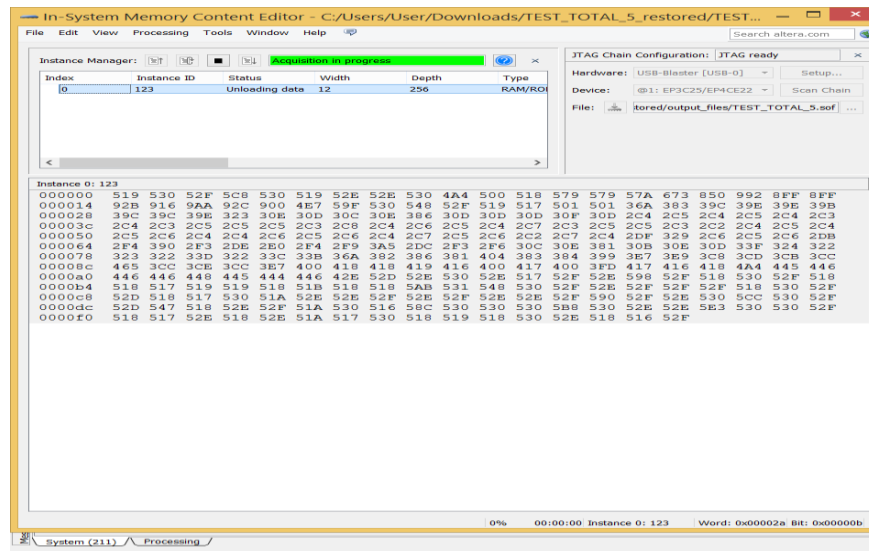 In-System Memory Content Editor - C:/Users/User/Downloads/TEST_TOTAL_5_restored/TEST...
File Edit View Processing Tools Window Help
Search altera.com
Instance Manager: Acquisition in progress
Index Instance ID Status Width Depth Type
0 123 Unloading data 12 256 RAM/RO
JTAG Chain Configuration: JTAG ready
Hardware: USB-Blaster [USB-0] Setup...
Device: @1: EP3C25/EP4CE22 Scan Chain
File: tored/output_files/TEST_TOTAL_5.sof ...
Instance 0: 123
000000 519 530 52F 5C8 530 519 52E 52E 530 4A4 500 518 579 579 57A 673 850 992 8FF 8FF
000014 92B 916 9AA 92C 900 4E7 59F 530 548 52F 519 517 501 501 36A 383 39C 39E 39E 39B
000028 39C 39C 39E 323 30E 30D 30C 30E 386 30D 30D 30D 30F 30D 2C4 2C5 2C4 2C5 2C4 2C3
00003c 2C4 2C3 2C5 2C5 2C5 2C3 2C8 2C4 2C6 2C5 2C4 2C7 2C3 2C5 2C5 2C3 2C2 2C4 2C5 2C4
000050 2C5 2C6 2C4 2C4 2C6 2C5 2C6 2C4 2C7 2C5 2C6 2C2 2C7 2C4 2DF 329 2C6 2C5 2C6 2DB
000064 2F4 390 2F3 2DE 2E0 2F4 2F9 3A5 2DC 2F3 2F6 30C 30E 381 30B 30E 30D 33F 324 322
000078 323 322 33D 322 33C 33B 36A 382 386 381 404 383 384 399 3E7 3E9 3C8 3CD 3CB 3CC
00008c 465 3CC 3CE 3CC 3E7 400 418 418 419 416 400 417 400 3FD 417 416 418 4A4 445 446
0000a0 446 446 448 445 444 446 42E 52D 52E 530 52E 517 52F 52E 598 52F 518 530 52F 518
0000b4 518 517 519 519 518 51B 518 518 5AB 531 548 530 52F 52E 52F 52F 52F 518 530 52F
0000c8 52D 518 517 530 51A 52E 52E 52F 52E 52F 52E 52E 52F 590 52F 52E 530 5CC 530 52F
0000dc 52D 547 518 52E 52F 51A 530 516 58C 530 530 530 5B8 530 52E 52E 5E3 530 530 52F
0000f0 518 517 52E 518 52E 51A 517 530 518 519 518 530 52E 518 516 52F
0% 00:00:00 Instance 0: 123 Word: 0x00002a Bit: 0x00000b
System (211) Processing